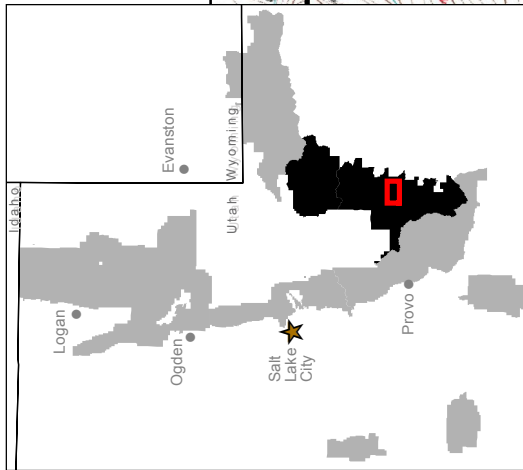 Idaho
Utah
Wyoming
Evanston
Logan
Ogden
Salt
Lake
City
Provo